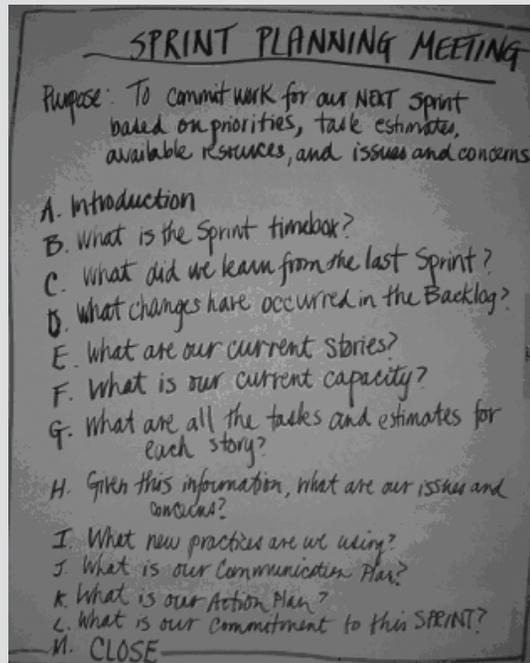 SPRINT PLANNING MEETING
Purpose: To commit work for our NEXT Sprint
based on priorities, task estimates,
available resources, and issues and concerns
A. Introduction
B. What is the Sprint timebox?
C. What did we learn from the last Sprint?
D. What changes have occurred in the Backlog?
E. What are our current stories?
F. What is our current capacity?
G. What are all the tasks and estimates for
each story?
H. Given this information, what are our issues and
concerns?
I. What new practices are we using?
J. What is our Communication Plan?
K. What is our Action Plan?
L. What is our Commitment to this SPRINT?
M. CLOSE